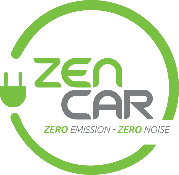 ZEN
CAR
ZERO EMISSION - ZERO NOISE